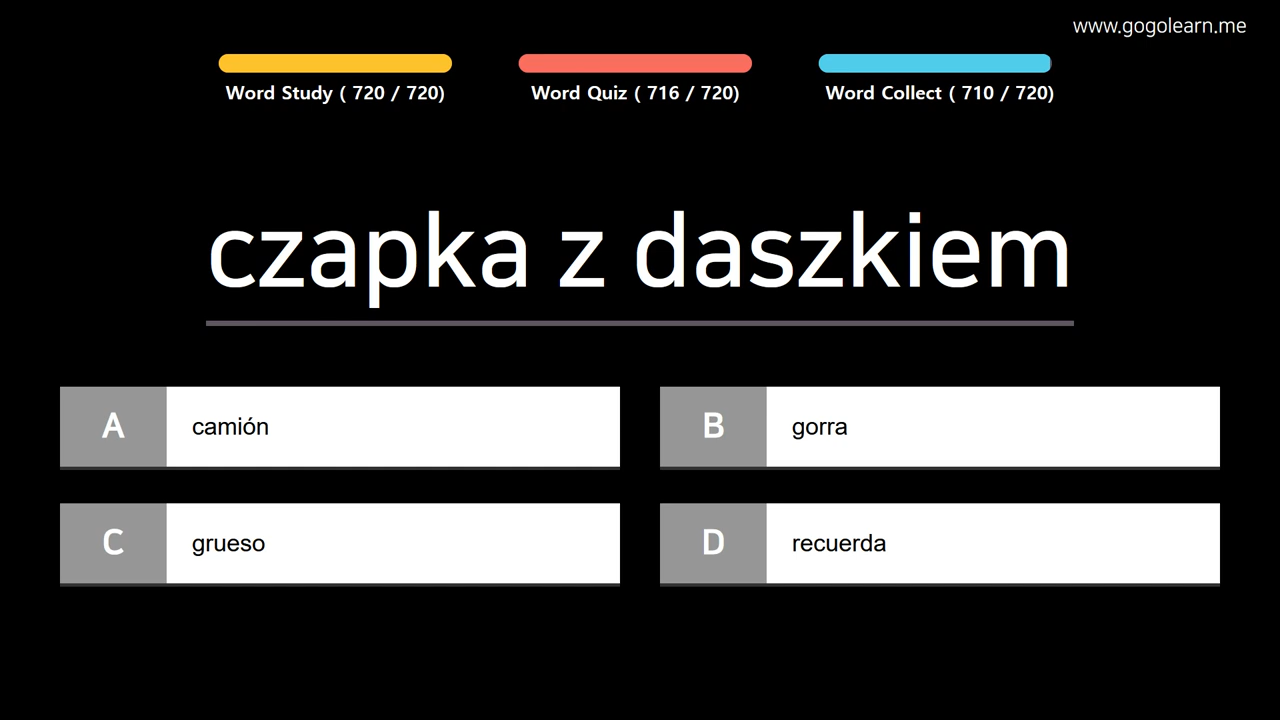 www.gogolearn.me
Word Study ( 720 / 720)
Word Quiz ( 716 / 720)
Word Collect ( 710 / 720)
czapka z daszkiem
A camión
B gorra
C grueso
D recuerda